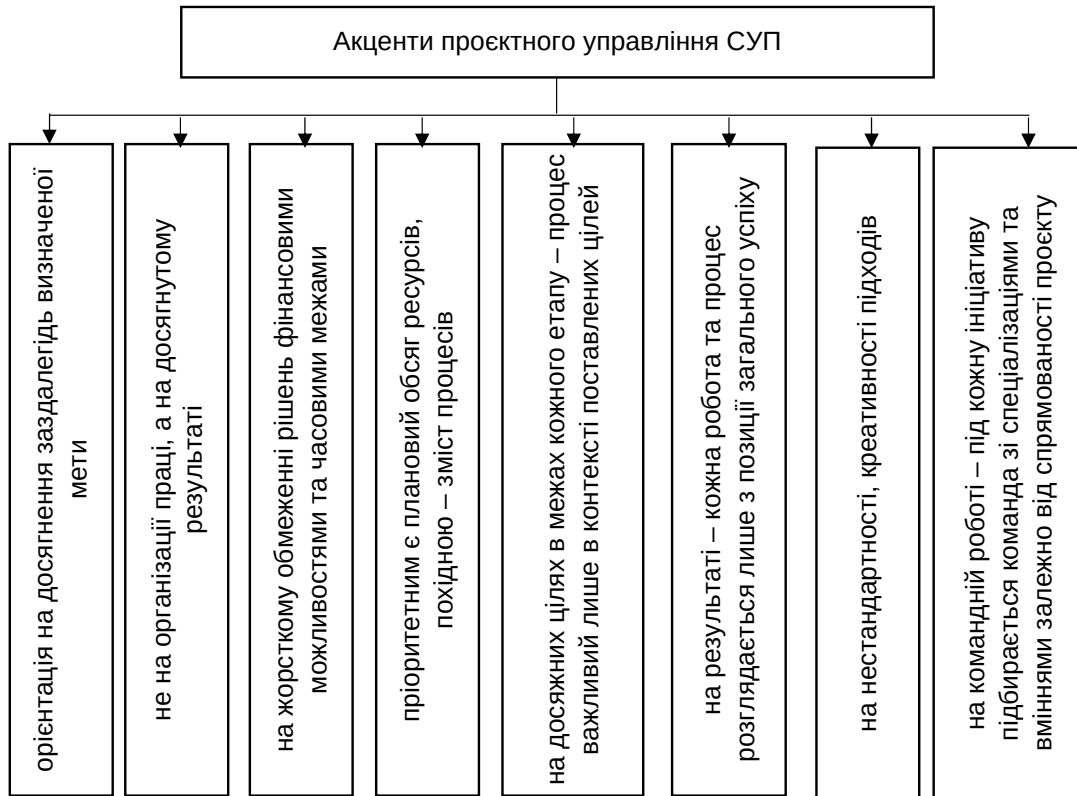 Акценти проєктного управління СУП
орієнтація на досягнення заздалегідь визначеної
мети
не на організації праці, а на досягнутому
результаті
на жорсткому обмеженні рішень фінансовими
можливостями та часовими межами
пріоритетним є плановий обсяг ресурсів,
похідною – зміст процесів
на досяжних цілях в межах кожного етапу – процес
важливий лише в контексті поставлених цілей
на результаті – кожна робота та процес
розглядається лише з позиції загального успіху
на нестандартності, креативності підходів
на командній роботі – під кожну ініціативу
підбирається команда зі спеціалізаціями та
вміннями залежно від спрямованості проєкту